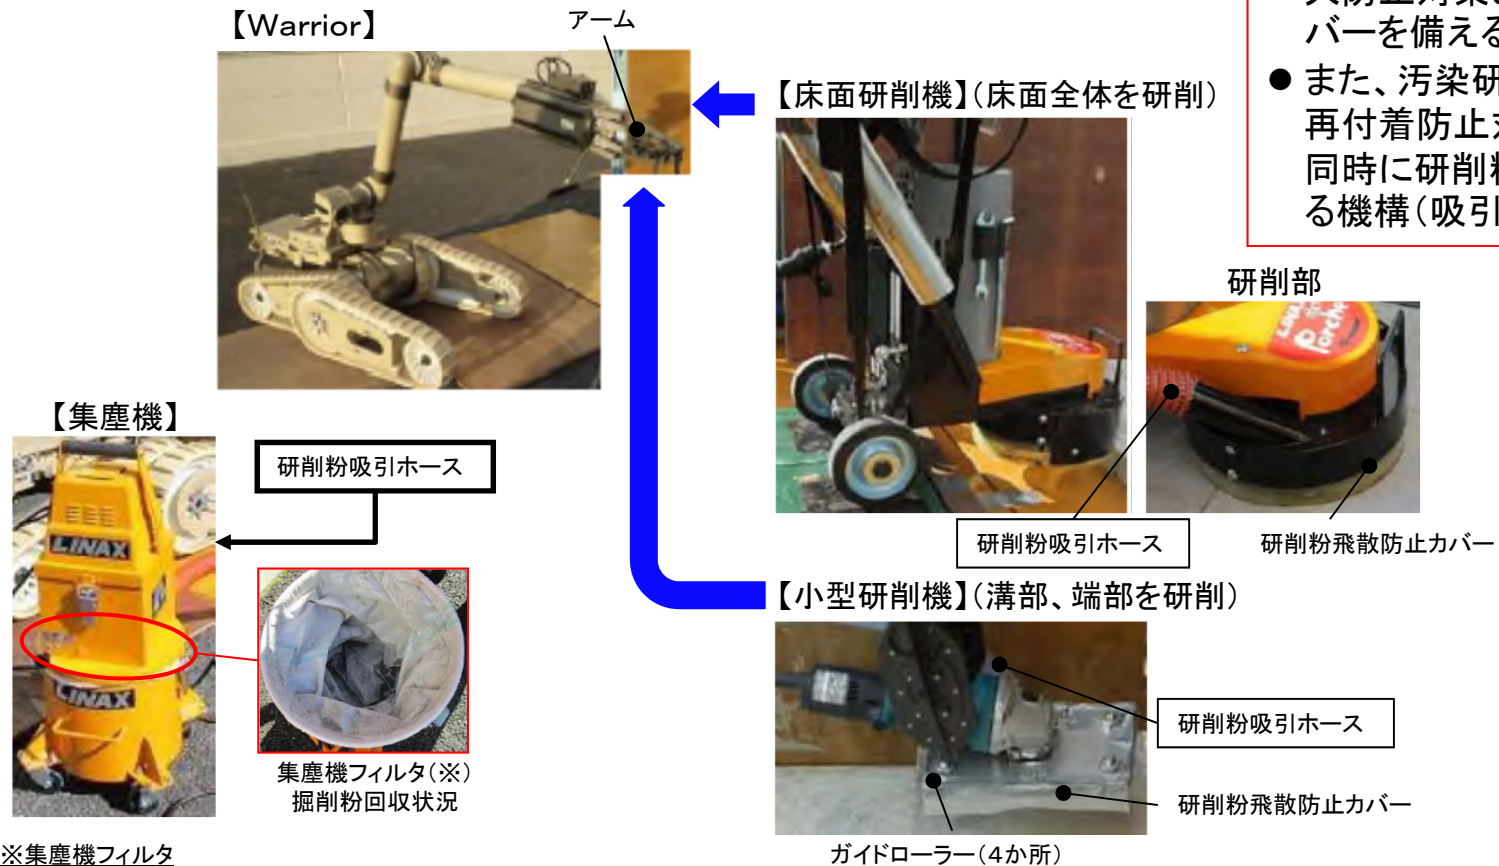 【Warrior】
アーム
バーを備える
● また、汚染研
再付着防止
同時に研削粉
る機構（吸引
【床面研削機】（床面全体を研削）
研削部
LINAX
Porche
研削粉吸引ホース
研削粉飛散防止カバー
【集塵機】
研削粉吸引ホース
LINAX
LINAX
集塵機フィルタ（※）
掘削粉回収状況
【小型研削機】（溝部、端部を研削）
研削粉吸引ホース
研削粉飛散防止カバー
ガイドローラー（４か所）
※集塵機フィルタ